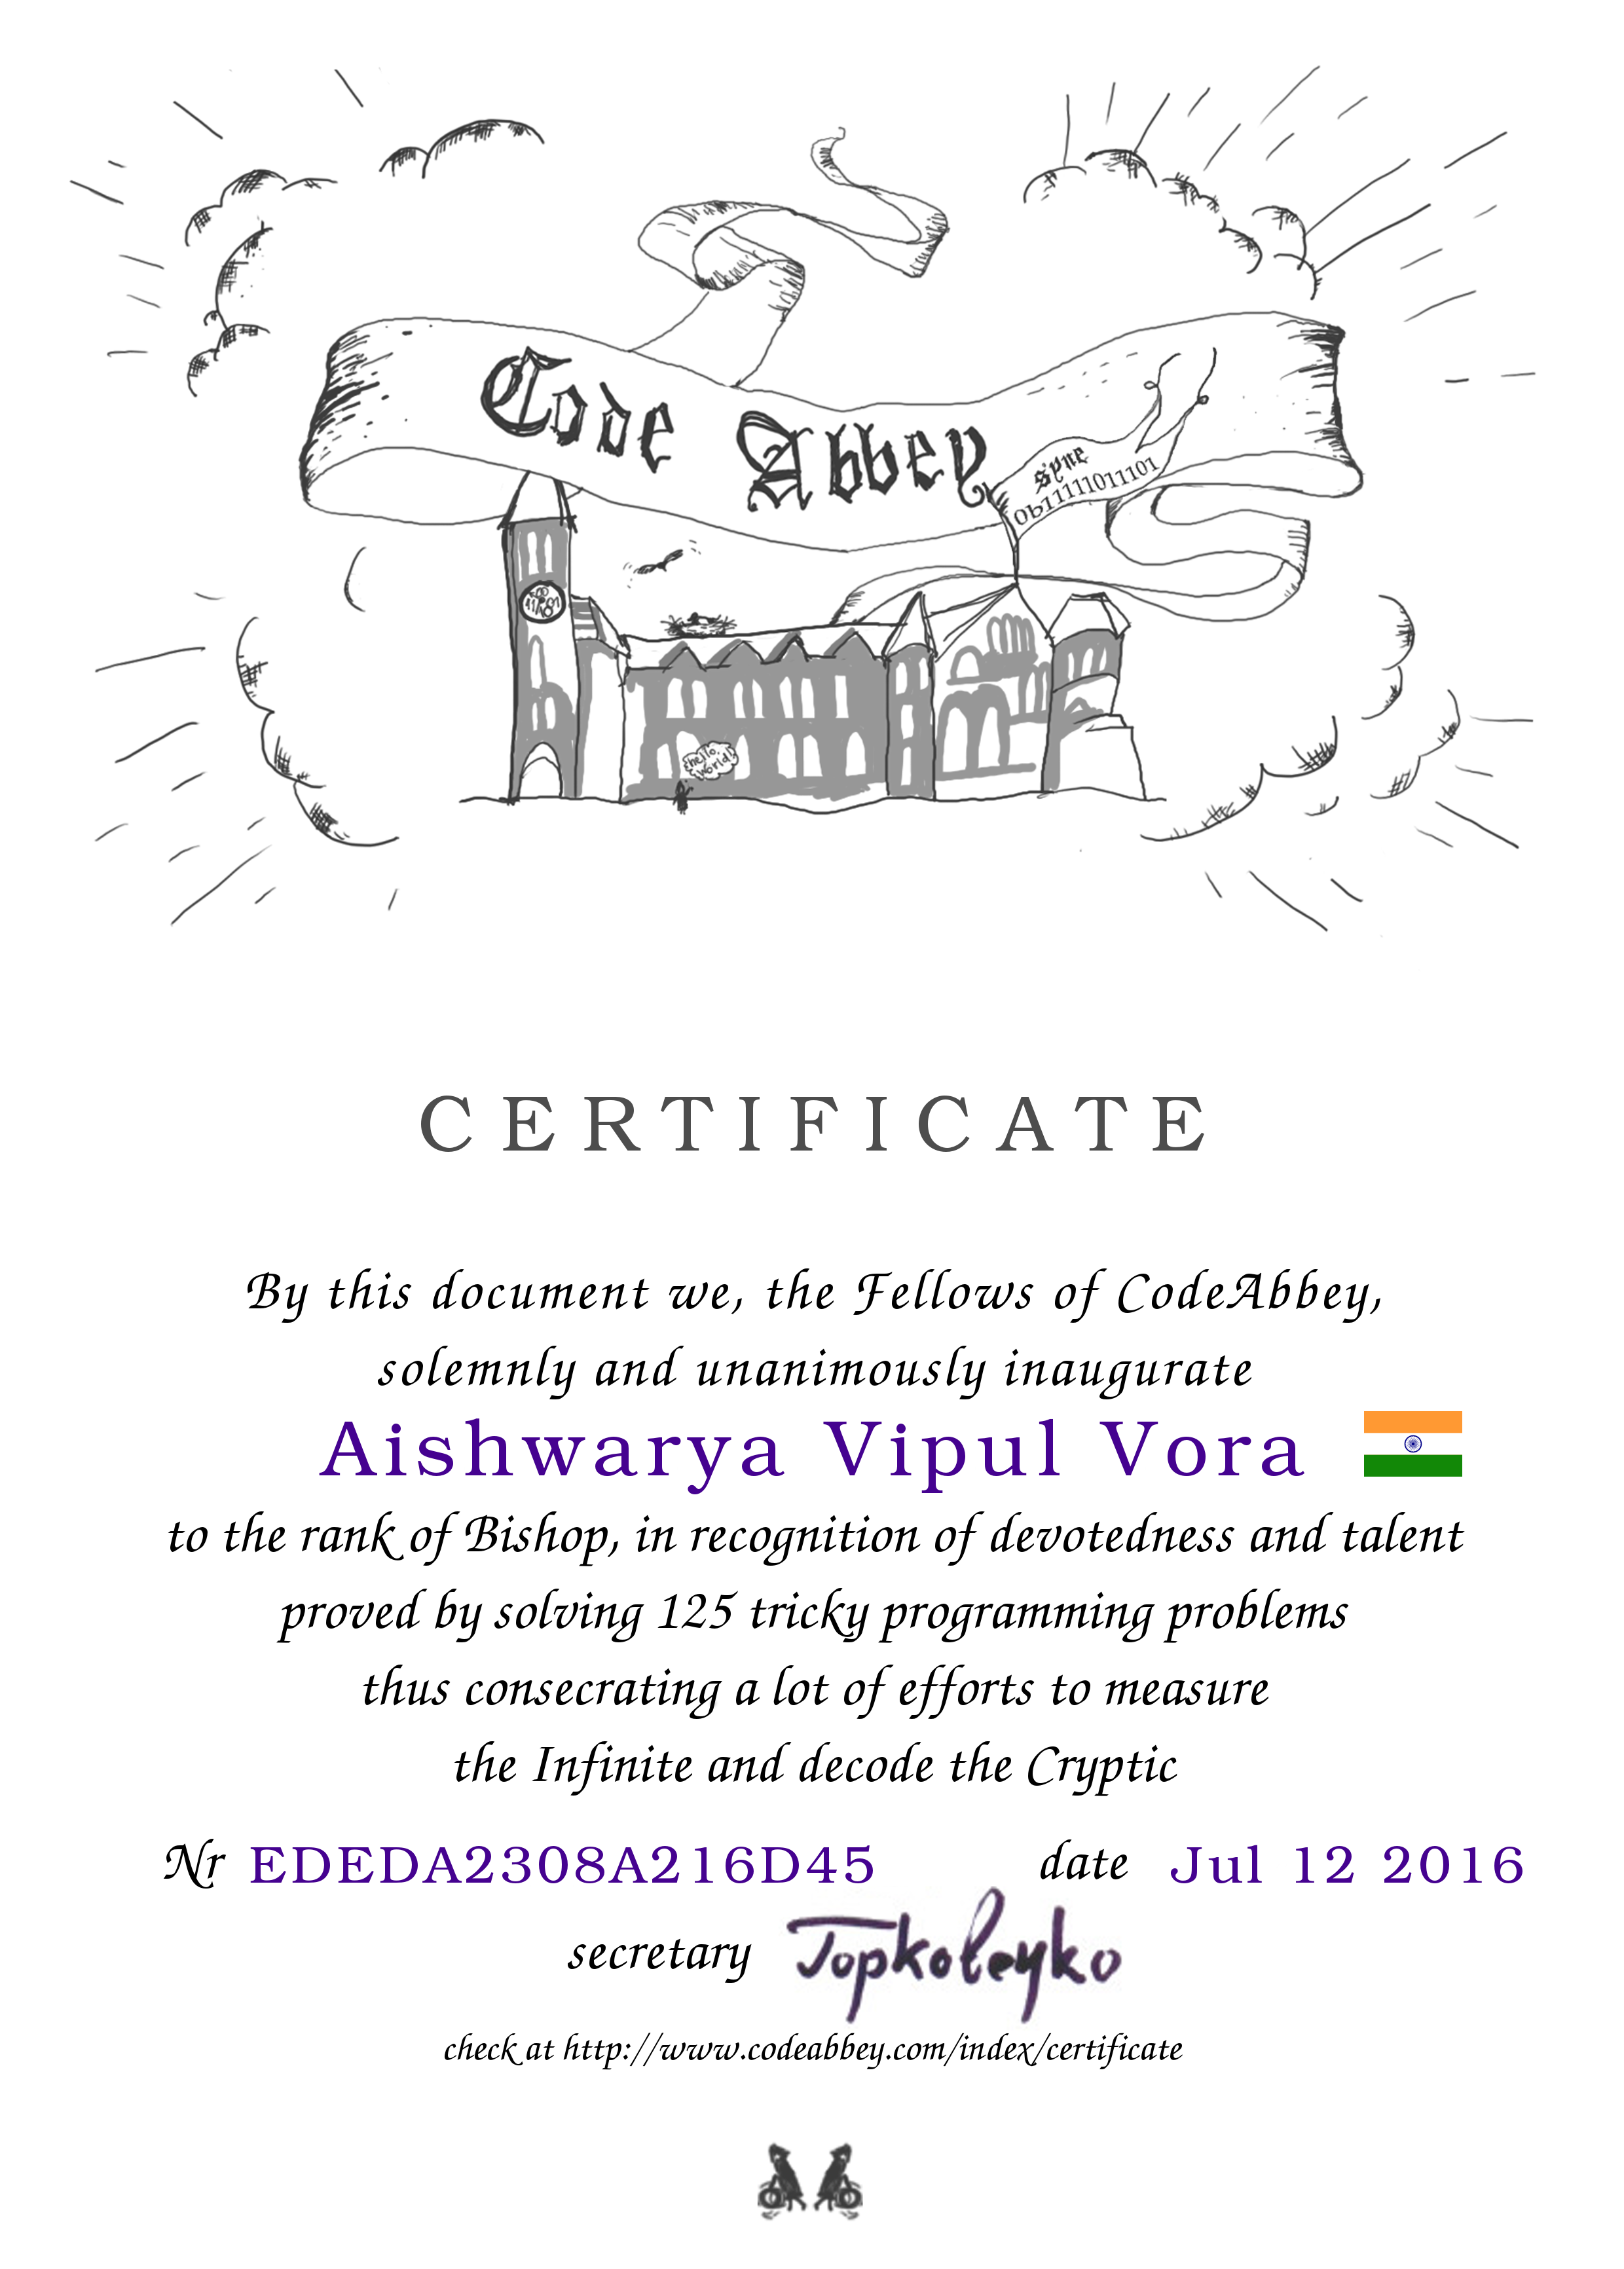 Code Abbey
syne
0b11111011101
hello,
world!
CERTIFICATE
By this document we, the Fellows of CodeAbbey,
solemnly and unanimously inaugurate
Aishwarya Vipul Vora
to the rank of Bishop, in recognition of devotedness and talent
proved by solving 125 tricky programming problems
thus consecrating a lot of efforts to measure
the Infinite and decode the Cryptic
Nr EDEDA2308A216D45 date Jul 12 2016
secretary
check at http://www.codeabbey.com/index/certificate